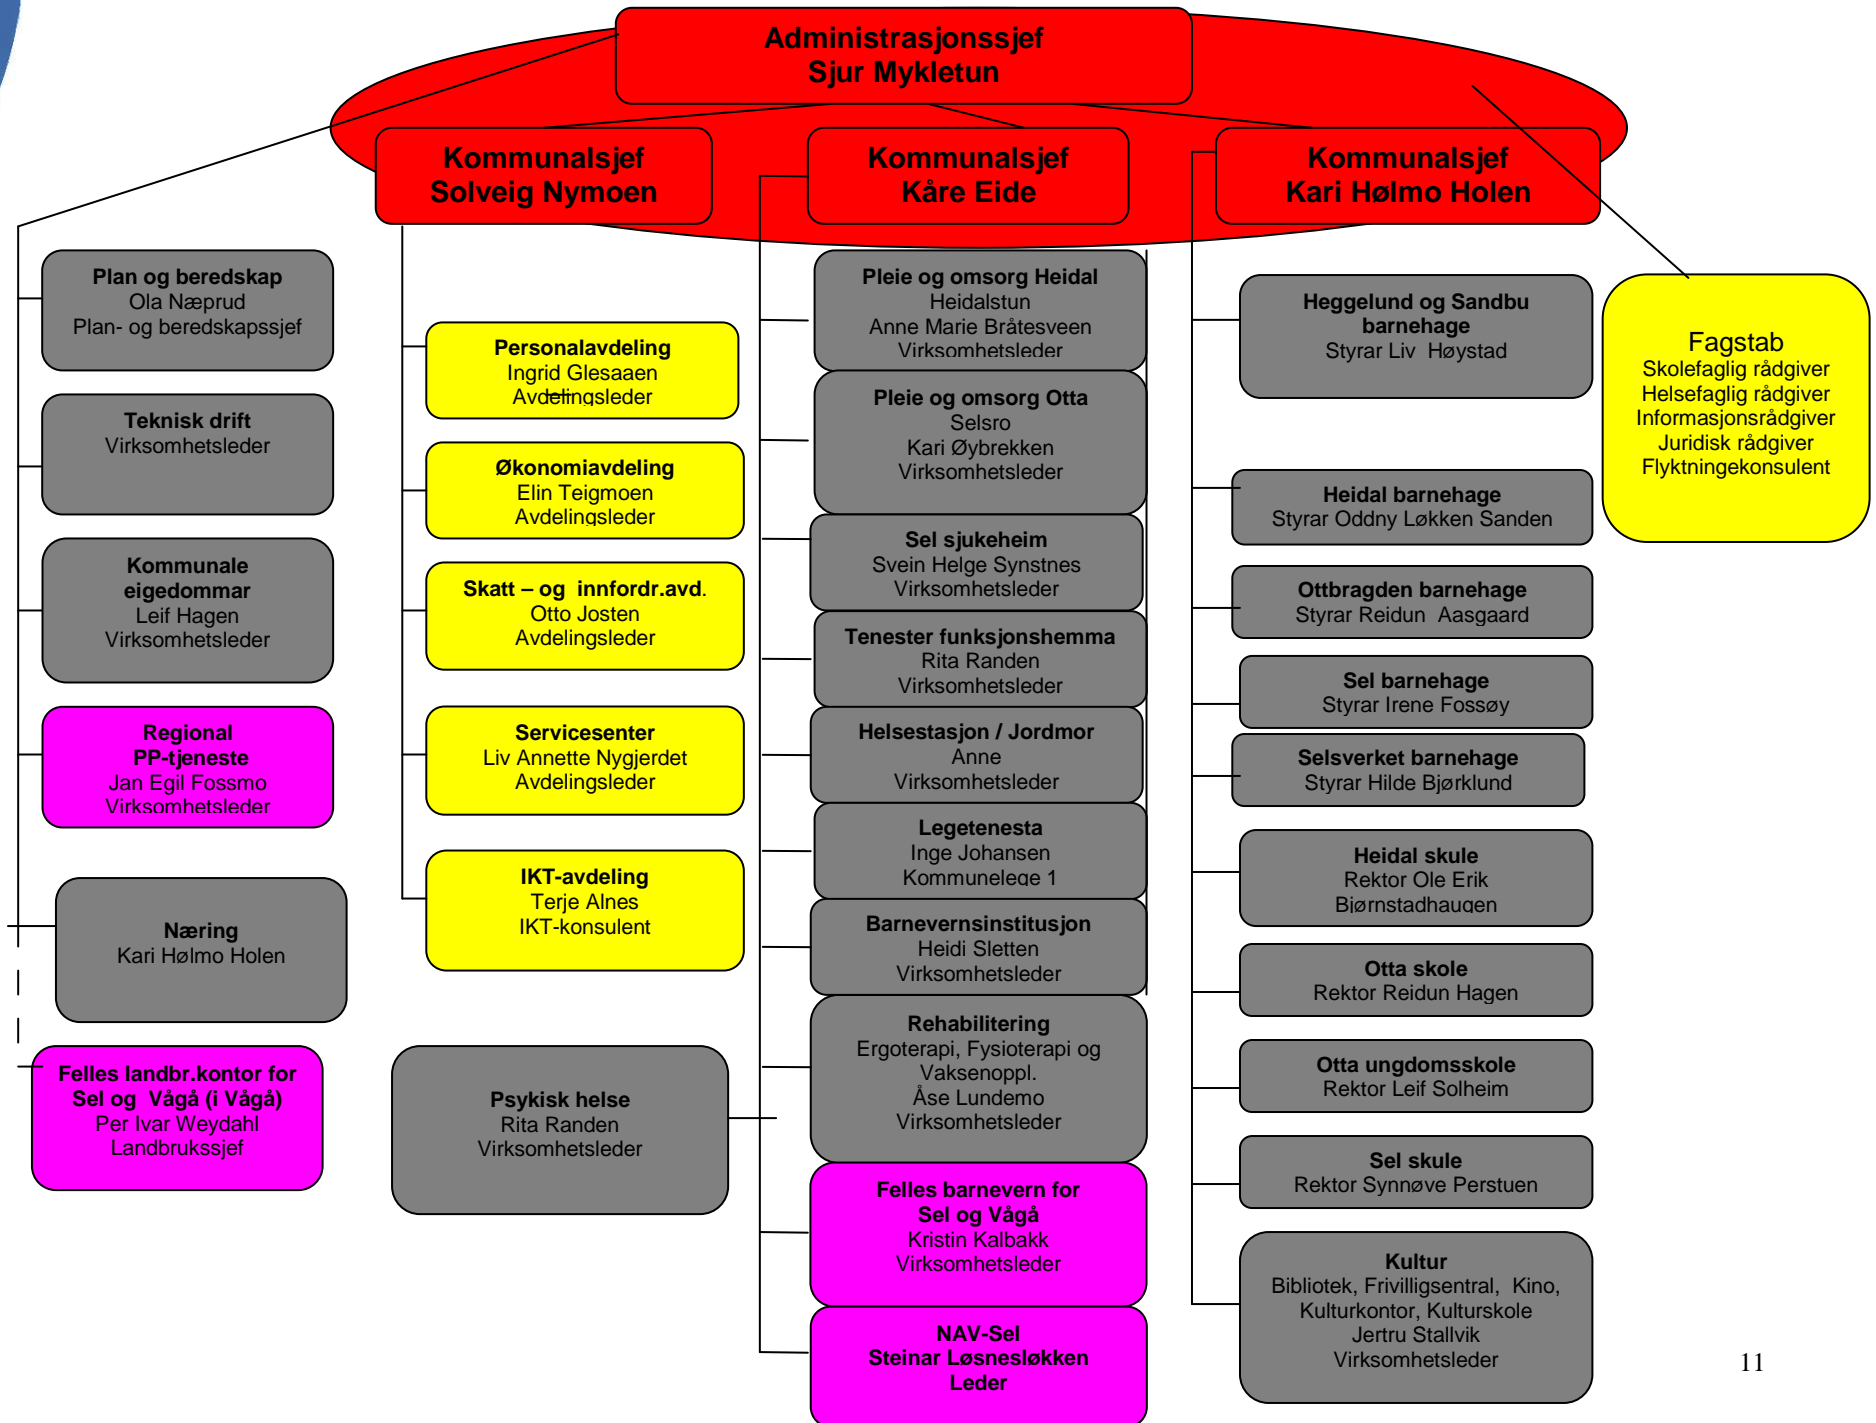 Administrasjonssjef
Sjur Mykletun
Kommunalsjef
Solveig Nymoen
Kommunalsjef
Kåre Eide
Kommunalsjef
Kari Hølmo Holen
Plan og beredskap
Ola Næprud
Plan- og beredskapssjef
Teknisk drift
Virksomhetsleder
Kommunale
eigedommar
Leif Hagen
Virksomhetsleder
Regional
PP-tjeneste
Jan Egil Fossmo
Virksomhetsleder
Næring
Kari Hølmo Holen
Felles landbr.kontor for
Sel og  Vågå (i Vågå)
Per Ivar Weydahl
Landbrukssjef
Personalavdeling
Ingrid Glesaaen
Avdelingsleder
Økonomiavdeling
Elin Teigmoen
Avdelingsleder
Skatt – og  innfordr.avd.
Otto Josten
Avdelingsleder
Servicesenter
Liv Annette Nygjerdet
Avdelingsleder
IKT-avdeling
Terje Alnes
IKT-konsulent
Psykisk helse
Rita Randen
Virksomhetsleder
Pleie og omsorg Heidal
Heidalstun
Anne Marie Bråtesveen
Virksomhetsleder
Pleie og omsorg Otta
Selsro
Kari Øybrekken
Virksomhetsleder
Sel sjukeheim
Svein Helge Synstnes
Virksomhetsleder
Tenester funksjonshemma
Rita Randen
Virksomhetsleder
Helsestasjon / Jordmor
Anne
Virksomhetsleder
Legetenesta
Inge Johansen
Kommunelege 1
Barnevernsinstitusjon
Heidi Sletten
Virksomhetsleder
Rehabilitering
Ergoterapi, Fysioterapi og
Vaksenoppl.
Åse Lundemo
Virksomhetsleder
Felles barnevern for
Sel og Vågå
Kristin Kalbakk
Virksomhetsleder
NAV-Sel
Steinar Løsnesløkken
Leder
Heggelund og Sandbu
barnehage
Styrar Liv  Høystad
Heidal barnehage
Styrar Oddny Løkken Sanden
Ottbragden barnehage
Styrar Reidun  Aasgaard
Sel barnehage
Styrar Irene Fossøy
Selsverket barnehage
Styrar Hilde Bjørklund
Heidal skule
Rektor Ole Erik
Bjørnstadhaugen
Otta skole
Rektor Reidun Hagen
Otta ungdomsskole
Rektor Leif Solheim
Sel skule
Rektor Synnøve Perstuen
Kultur
Bibliotek, Frivilligsentral,  Kino,
Kulturkontor, Kulturskole
Jertru Stallvik
Virksomhetsleder
Fagstab
Skolefaglig rådgiver
Helsefaglig rådgiver
Informasjonsrådgiver
Juridisk rådgiver
Flyktningekonsulent
11